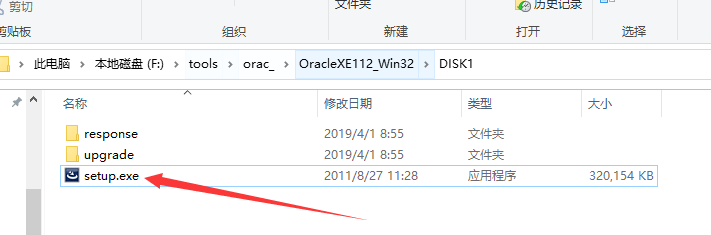 剪切
文件夹
历史记录
剪贴板
组织
新建
打开
选择
此电脑 › 本地磁盘 (F:) › tools › orac_ › OracleXE112_Win32 › DISK1
名称 修改日期 类型 大小
response 2019/4/1 8:55 文件夹
upgrade 2019/4/1 8:55 文件夹
setup.exe 2011/8/27 11:28 应用程序 320,154 KB